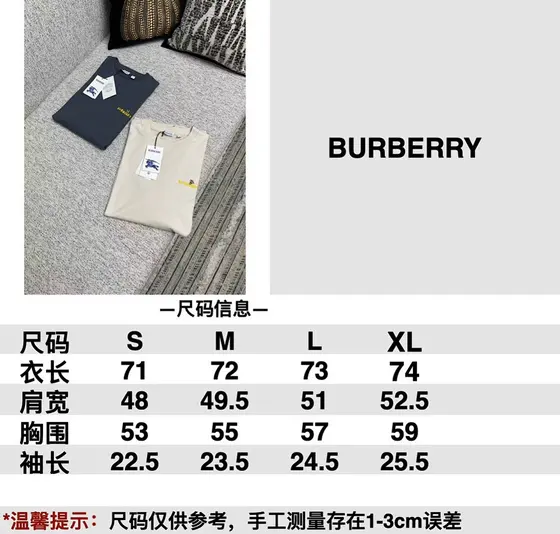 BURBERRY
—尺码信息—
尺码 S M L XL
衣长 71 72 73 74
肩宽 48 49.5 51 52.5
胸围 53 55 57 59
袖长 22.5 23.5 24.5 25.5
*温馨提示：尺码仅供参考，手工测量存在1-3cm误差